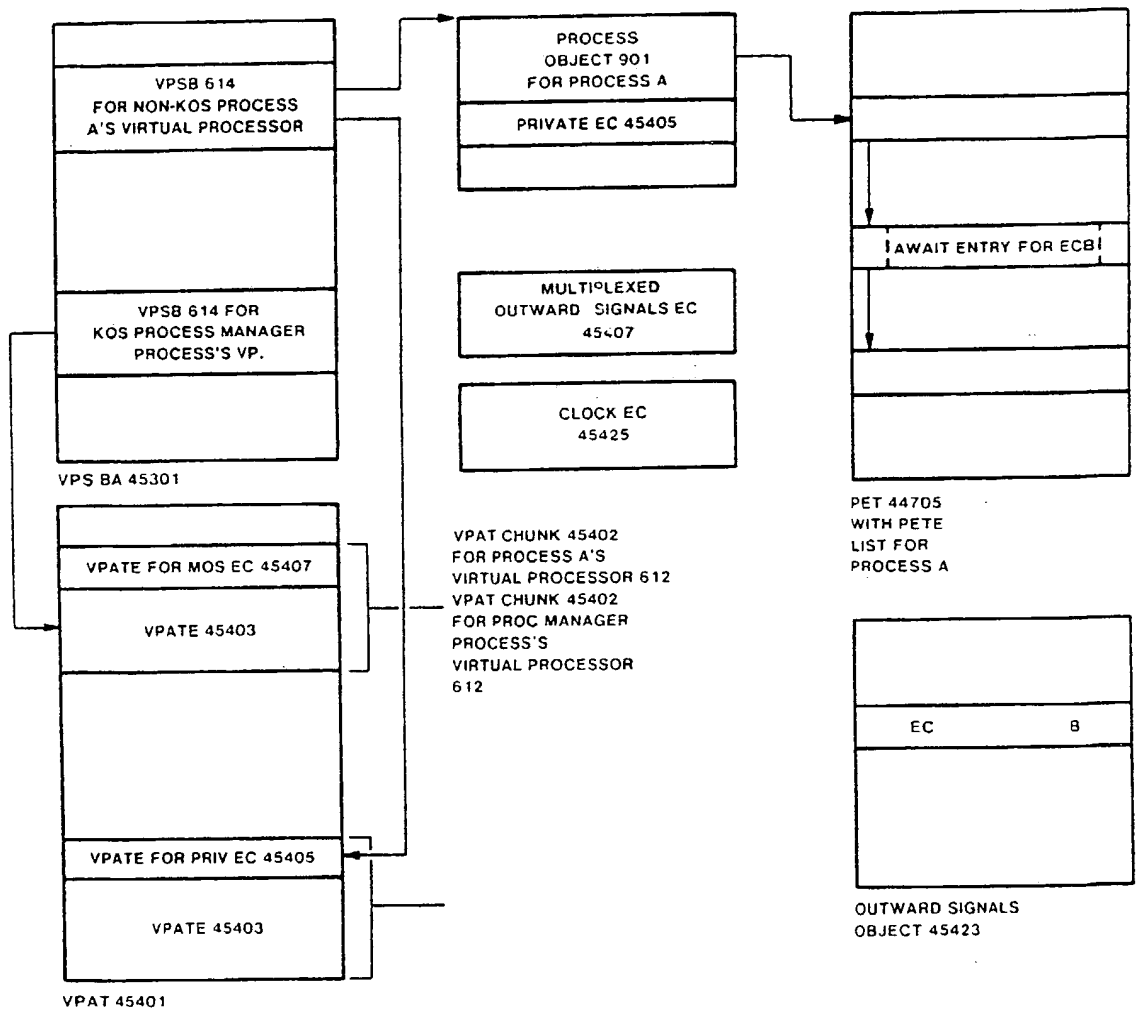 VPSB 614
FOR NON-KOS PROCESS
A'S VIRTUAL PROCESSOR
VPSB 614 FOR
KOS PROCESS MANAGER
PROCESS'S VP.
VPS BA 45301
PROCESS
OBJECT 901
FOR PROCESS A
PRIVATE EC 45405
MULTIPLEXED
OUTWARD SIGNALS EC
45407
CLOCK EC
45425
AWAIT ENTRY FOR ECB
PET 44705
WITH PETE
LIST FOR
PROCESS A
VPATE FOR MOS EC 45407
VPATE 45403
VPATE FOR PRIV EC 45405
VPATE 45403
VPAT 45401
VPAT CHUNK 45402
FOR PROCESS A'S
VIRTUAL PROCESSOR 612
VPAT CHUNK 45402
FOR PROC MANAGER
PROCESS'S
VIRTUAL PROCESSOR
612
EC B
OUTWARD SIGNALS
OBJECT 45423